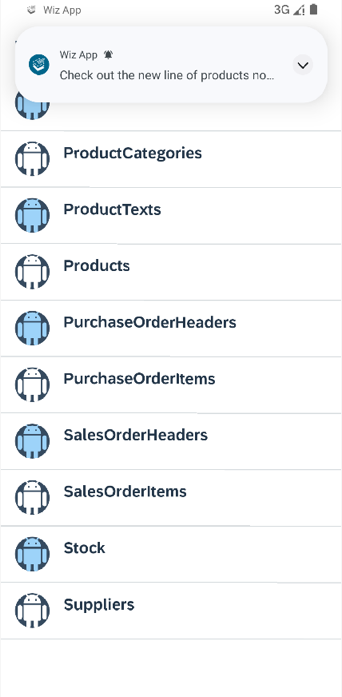 Wiz App
3G
Wiz App
Check out the new line of products no...
ProductCategories
ProductTexts
Products
PurchaseOrderHeaders
PurchaseOrderItems
SalesOrderHeaders
SalesOrderItems
Stock
Suppliers